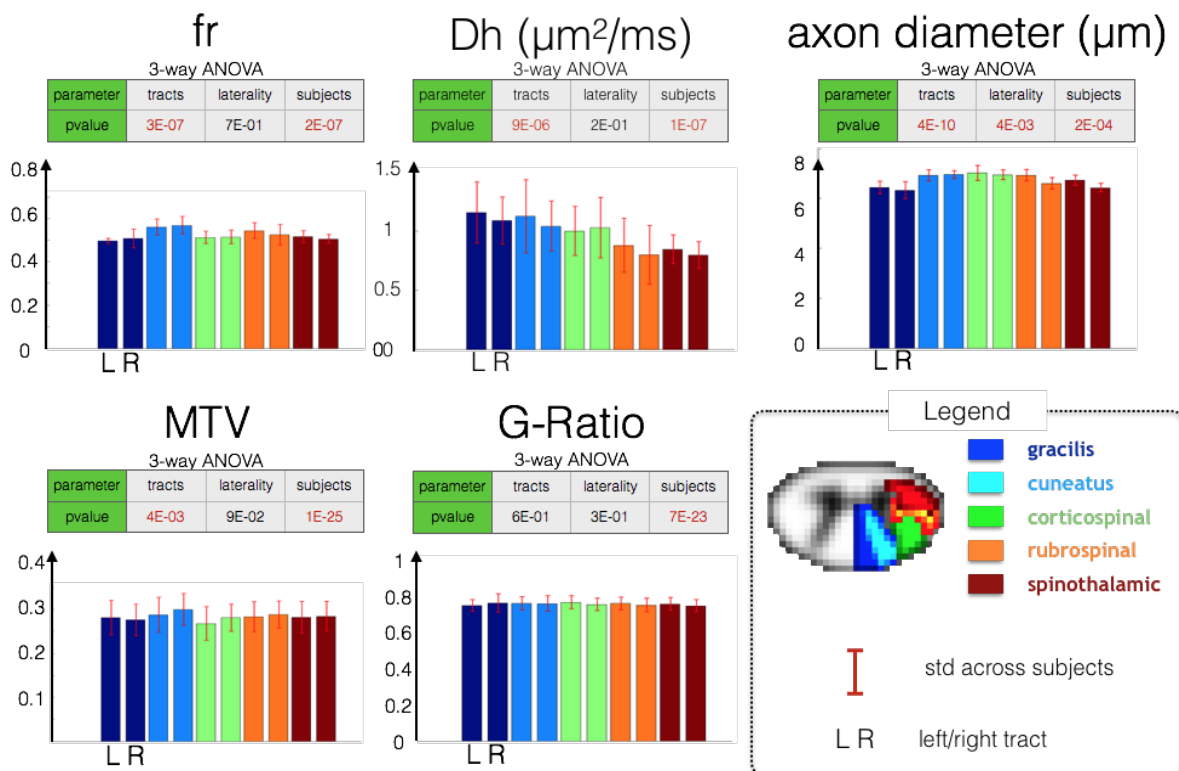 fr
3-way ANOVA
parameter tracts laterality subjects
pvalue 3E-07 7E-01 2E-07
0.8
0.6
0.4
0.2
0
L R
Dh (µm²/ms)
3-way ANOVA
parameter tracts laterality subjects
pvalue 9E-06 2E-01 1E-07
1.5
1
0.5
00
L R
axon diameter (µm)
3-way ANOVA
parameter tracts laterality subjects
pvalue 4E-10 4E-03 2E-04
8
6
4
2
0
L R
MTV
3-way ANOVA
parameter tracts laterality subjects
pvalue 4E-03 9E-02 1E-25
0.4
0.3
0.2
0.1
L R
G-Ratio
3-way ANOVA
parameter tracts laterality subjects
pvalue 6E-01 3E-01 7E-23
1
0.8
0.6
0.4
0.2
0
L R
Legend
gracilis
cuneatus
corticospinal
rubrospinal
spinothalamic
std across subjects
L R left/right tract